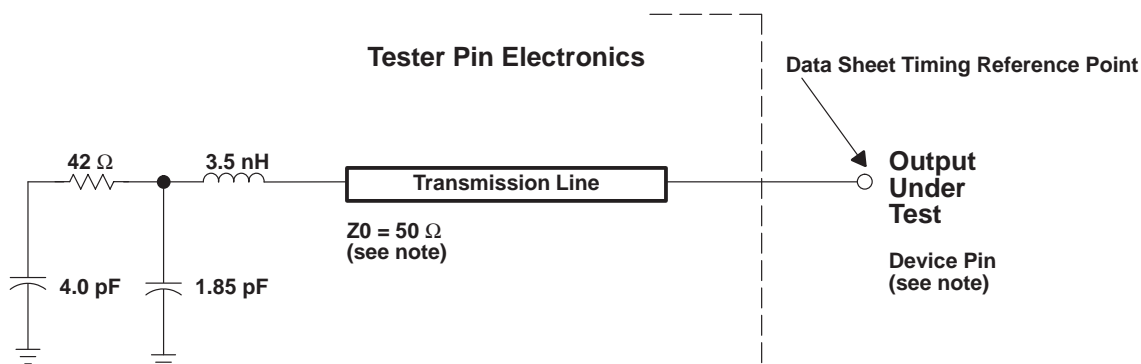 Tester Pin Electronics
Data Sheet Timing Reference Point
42 Ω
3.5 nH
Transmission Line
Output
Under
Test
Z0 = 50 Ω
(see note)
Device Pin
(see note)
4.0 pF
1.85 pF